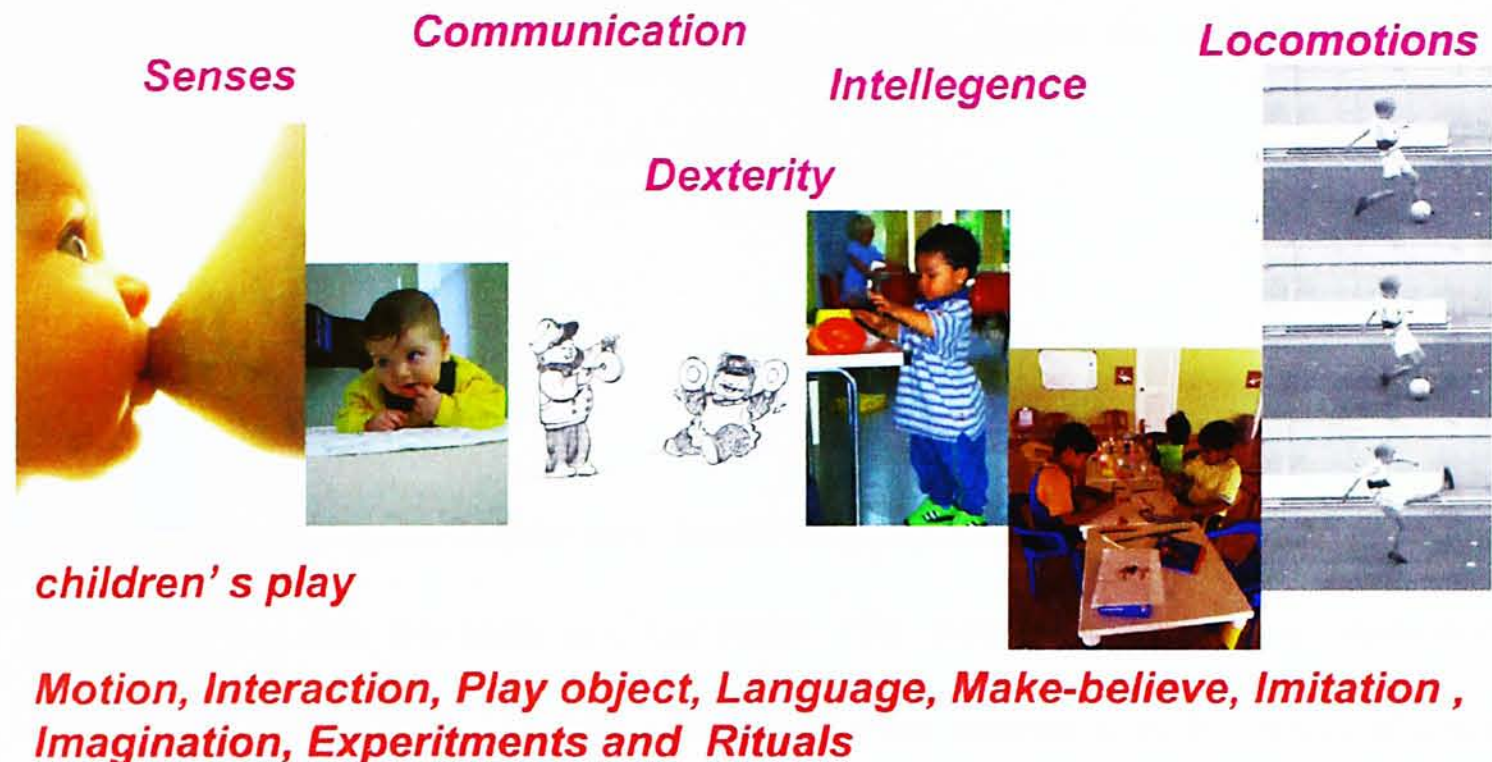 Communication
Locomotions
Senses
Intellegence
Dexterity
children' s play
Motion, Interaction, Play object, Language, Make-believe, Imitation ,
Imagination, Experitments and Rituals